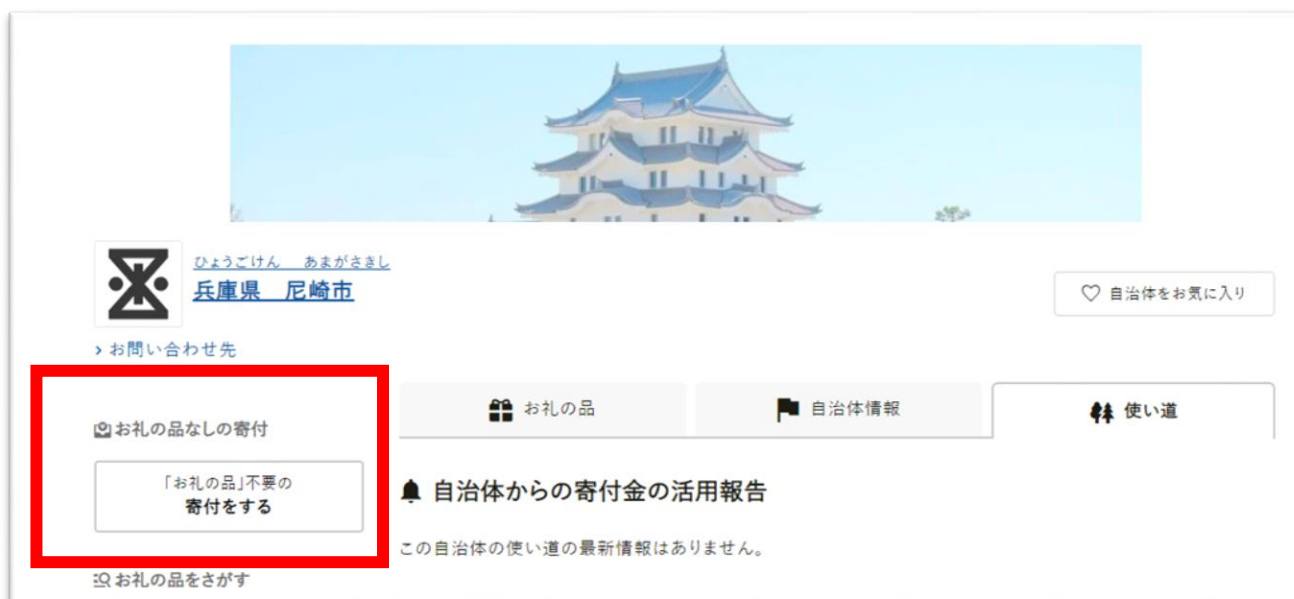 ひょうごけん　あまがさきし
兵庫県　尼崎市
自治体をお気に入り
お問い合わせ先
お礼の品
自治体情報
使い道
お礼の品なしの寄付
「お礼の品」不要の
寄付をする
自治体からの寄付金の活用報告
この自治体の使い道の最新情報はありません。
お礼の品をさがす